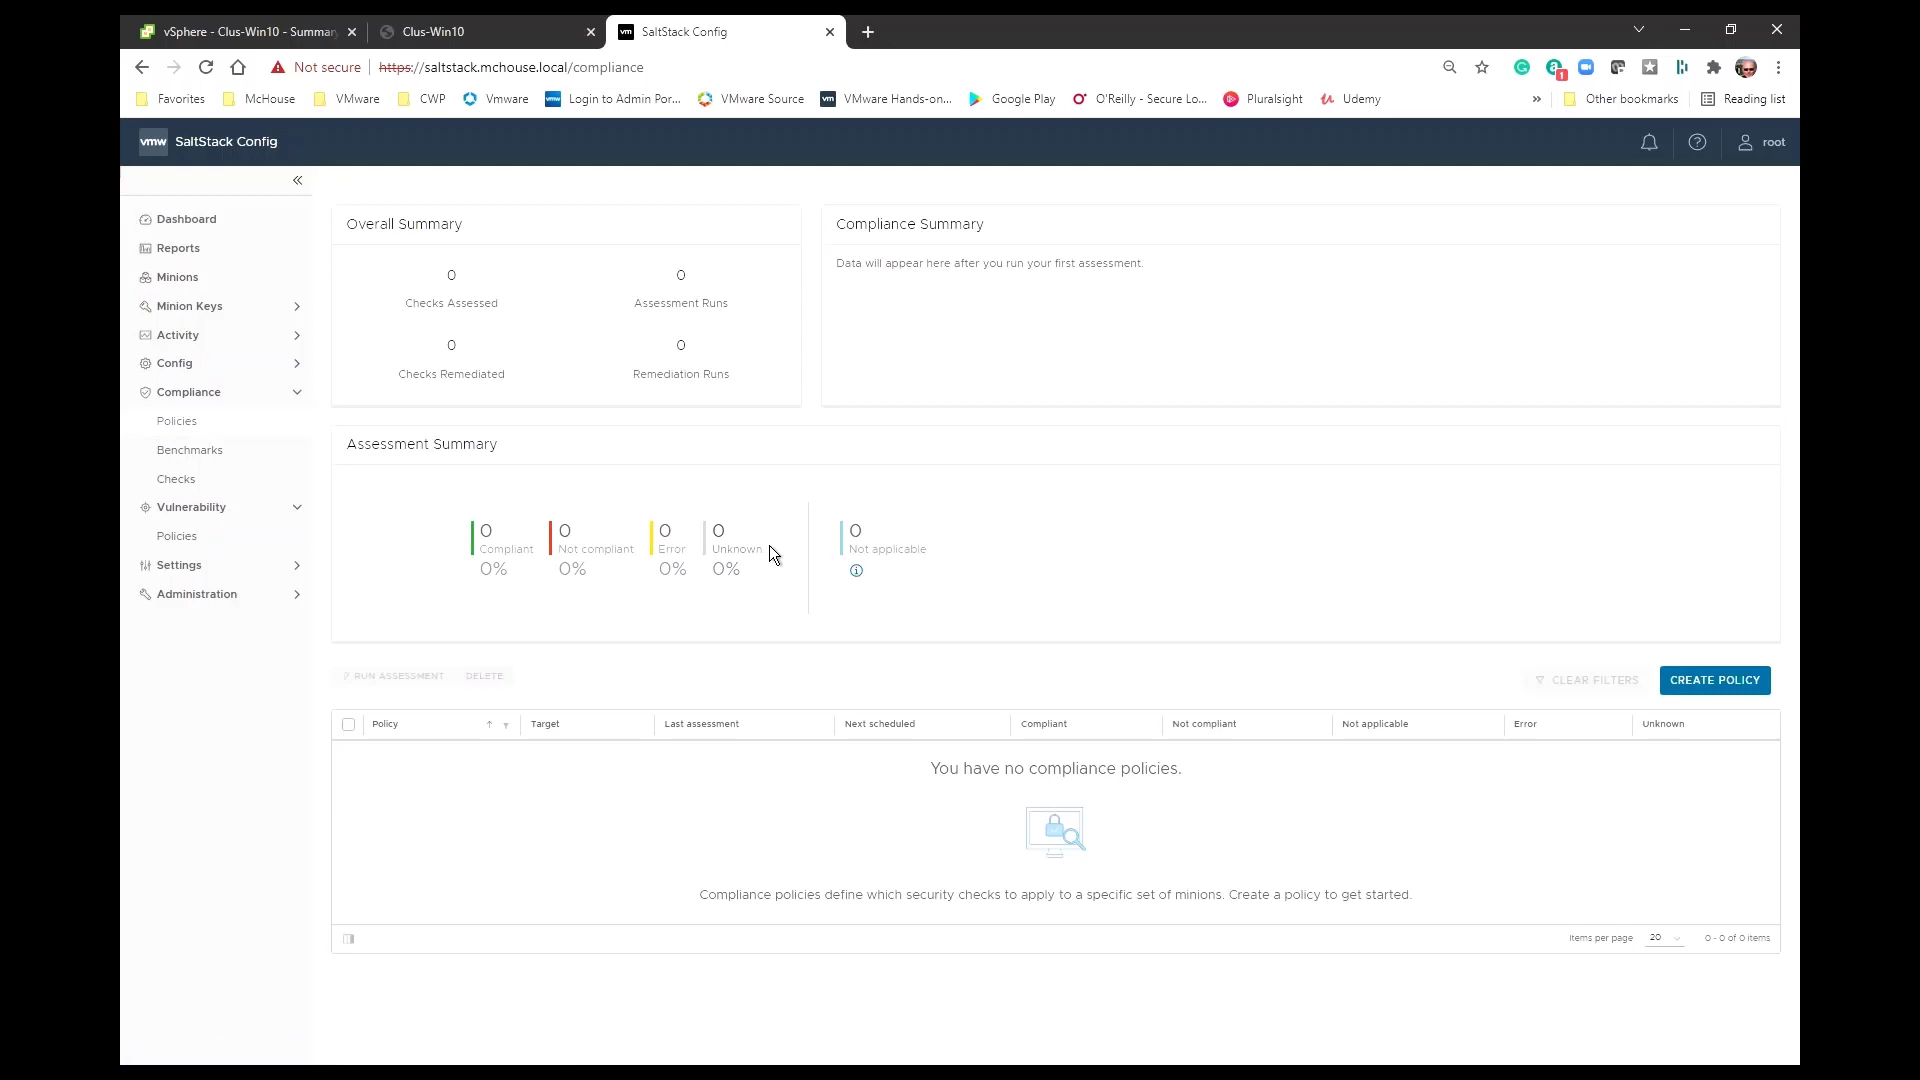 vSphere - Clus-Win10 - Summar
Clus-Win10
SaltStack Config
Not secure
https://saltstack.mchouse.local/compliance
1
Favorites
McHouse
VMware
CWP
Vmware
Login to Admin Por...
VMware Source
VMware Hands-on...
Google Play
O'Reilly - Secure Lo...
Pluralsight
Udemy
»
Other bookmarks
Reading list
vmw
SaltStack Config
root
Dashboard
Reports
Minions
Minion Keys
Activity
Config
Compliance
Policies
Benchmarks
Checks
Vulnerability
Policies
Settings
Administration
Overall Summary
0
Checks Assessed
0
Assessment Runs
0
Checks Remediated
0
Remediation Runs
Compliance Summary
Data will appear here after you run your first assessment.
Assessment Summary
0
Compliant
0%
0
Not compliant
0%
0
Error
0%
0
Unknown
0%
0
Not applicable
RUN ASSESSMENT
DELETE
CLEAR FILTERS
CREATE POLICY
Policy
Target
Last assessment
Next scheduled
Compliant
Not compliant
Not applicable
Error
Unknown
You have no compliance policies.
Compliance policies define which security checks to apply to a specific set of minions. Create a policy to get started.
Items per page
20
0 - 0 of 0 items